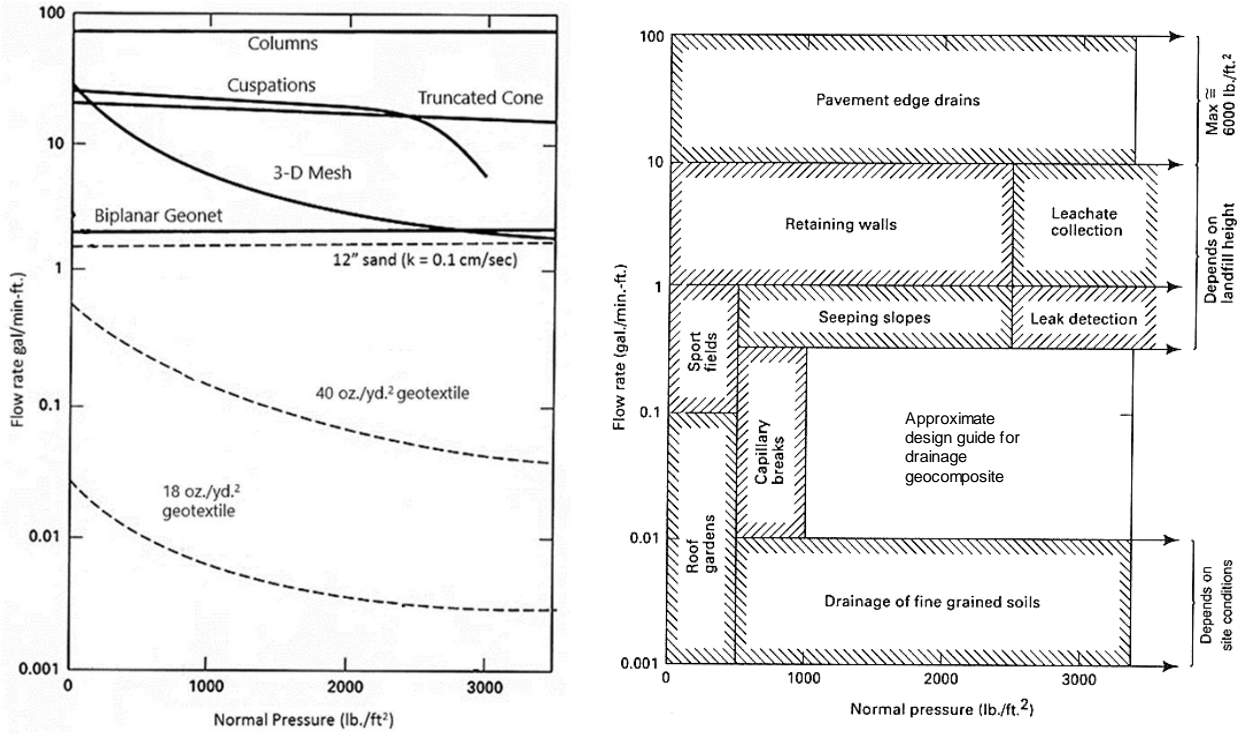 100
10
1
0.1
0.01
0.001
Flow rate gal/min-ft.
Columns
Cuspations
Truncated Cone
3-D Mesh
Biplanar Geonet
12" sand (k = 0.1 cm/sec)
40 oz./yd.² geotextile
18 oz./yd.²
geotextile
0
1000
2000
3000
Normal Pressure (lb./ft²)
100
10
1
0.1
0.01
0.001
Flow rate (gal./min.-ft.)
Pavement edge drains
Retaining walls
Leachate
collection
Seeping slopes
Leak detection
Sport
fields
Capillary
breaks
Roof
gardens
Approximate
design guide for
drainage
geocomposite
Drainage of fine grained soils
Max ≅
6000 lb./ft.²
Depends on
landfill height
Depends on
site conditions
0
1000
2000
3000
Normal pressure (lb./ft.²)